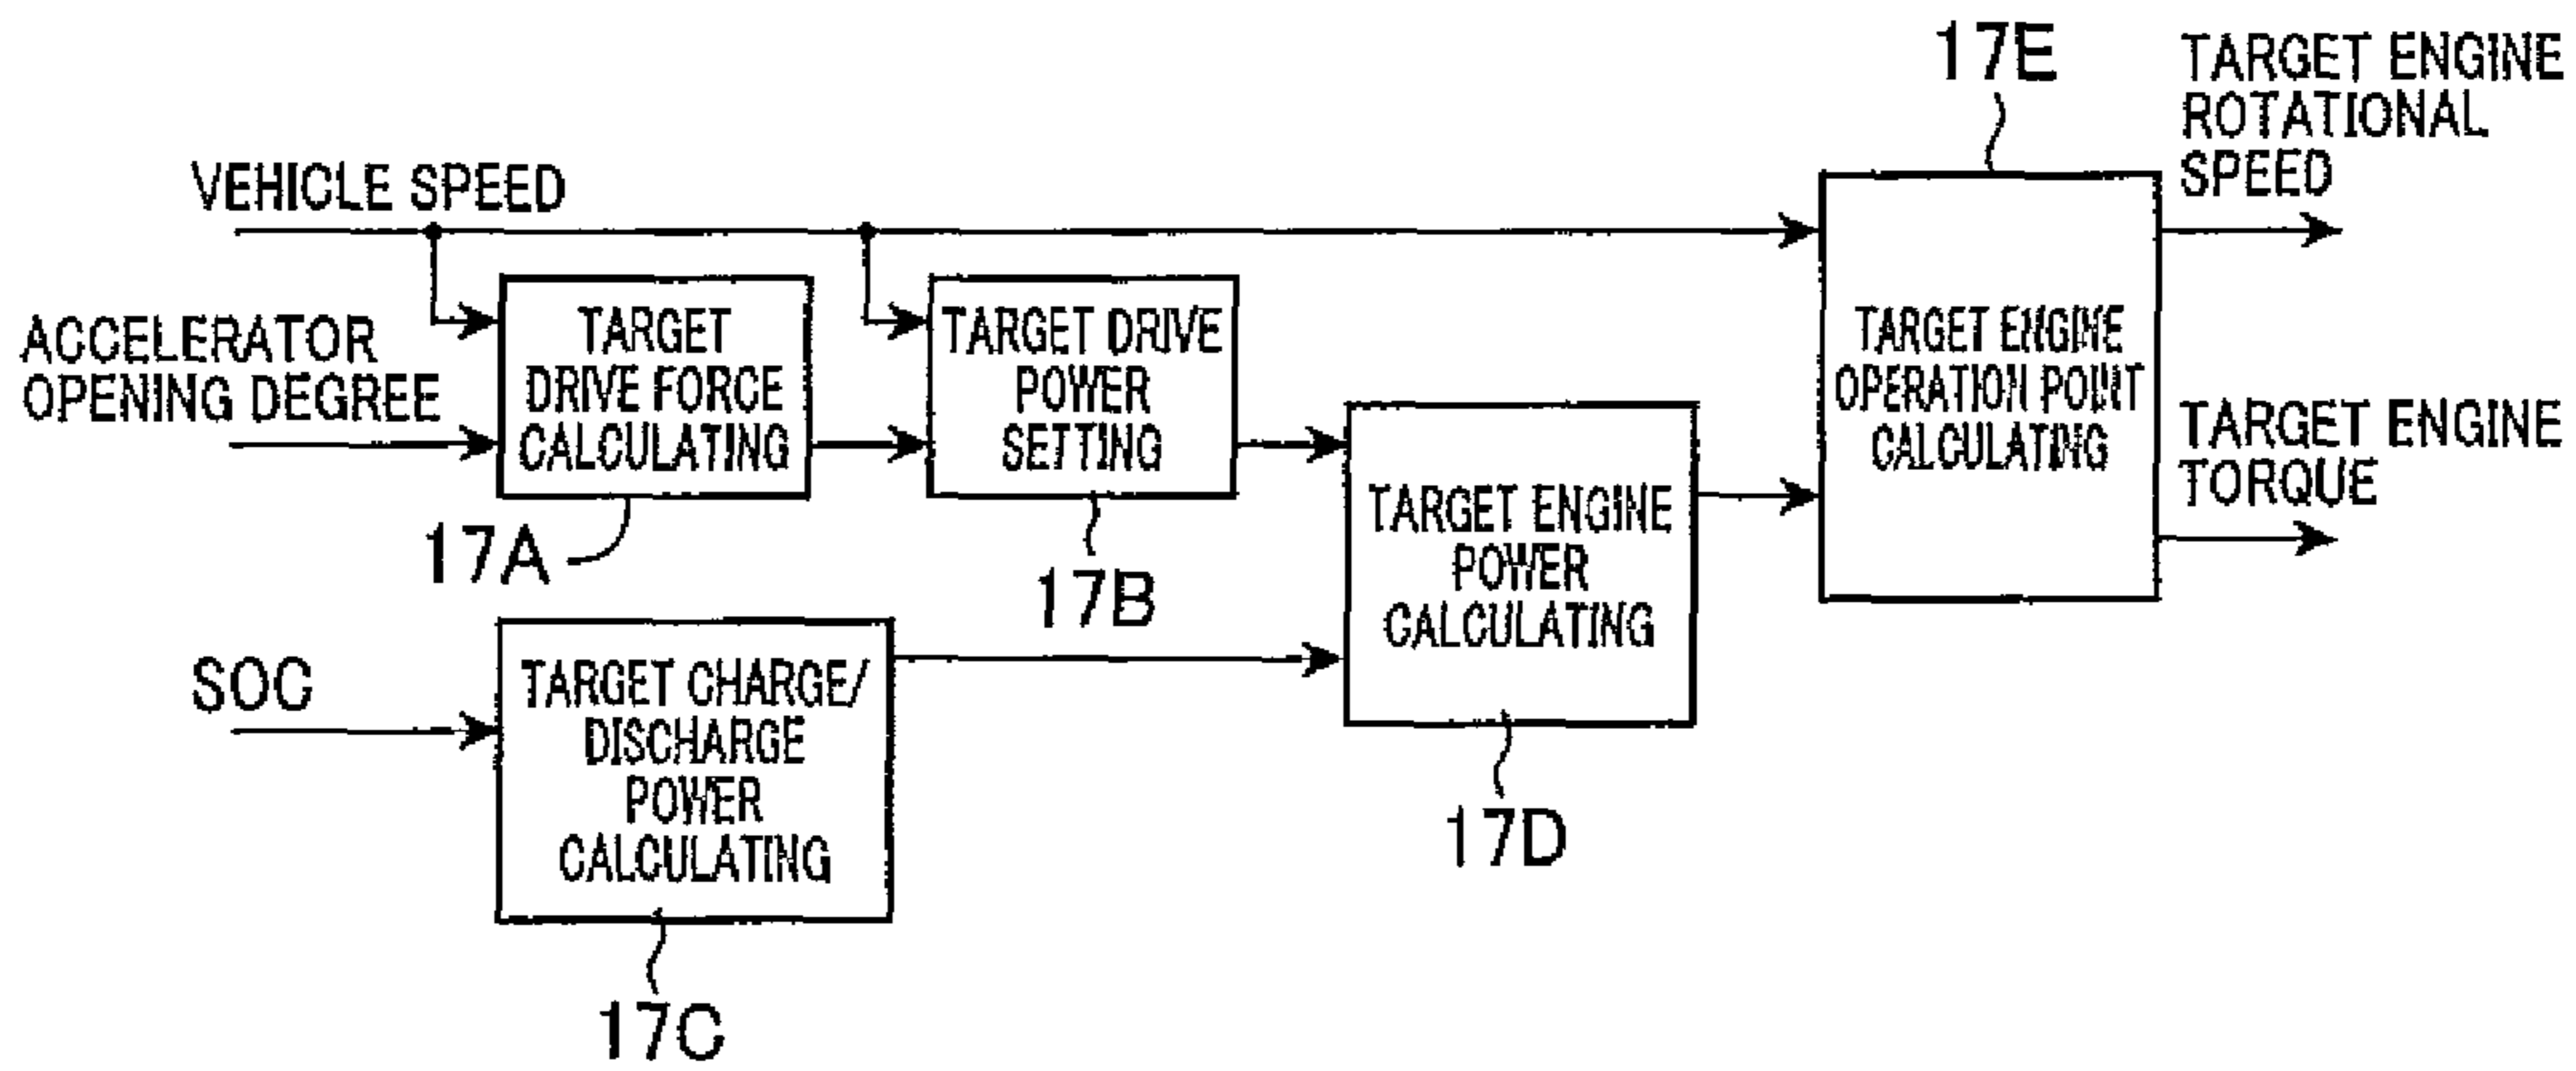 17E
TARGET ENGINE
ROTATIONAL
SPEED
VEHICLE SPEED
ACCELERATOR
OPENING DEGREE
TARGET
DRIVE FORCE
CALCULATING
TARGET DRIVE
POWER
SETTING
TARGET ENGINE
OPERATION POINT
CALCULATING
TARGET ENGINE
TORQUE
17A
17B
TARGET ENGINE
POWER
CALCULATING
SOC
TARGET CHARGE/
DISCHARGE
POWER
CALCULATING
17D
17C